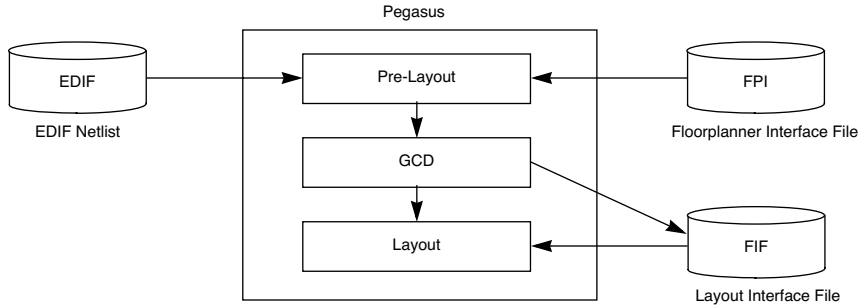 Pegasus
EDIF
Pre-Layout
FPI
EDIF Netlist
Floorplanner Interface File
GCD
Layout
FIF
Layout Interface File